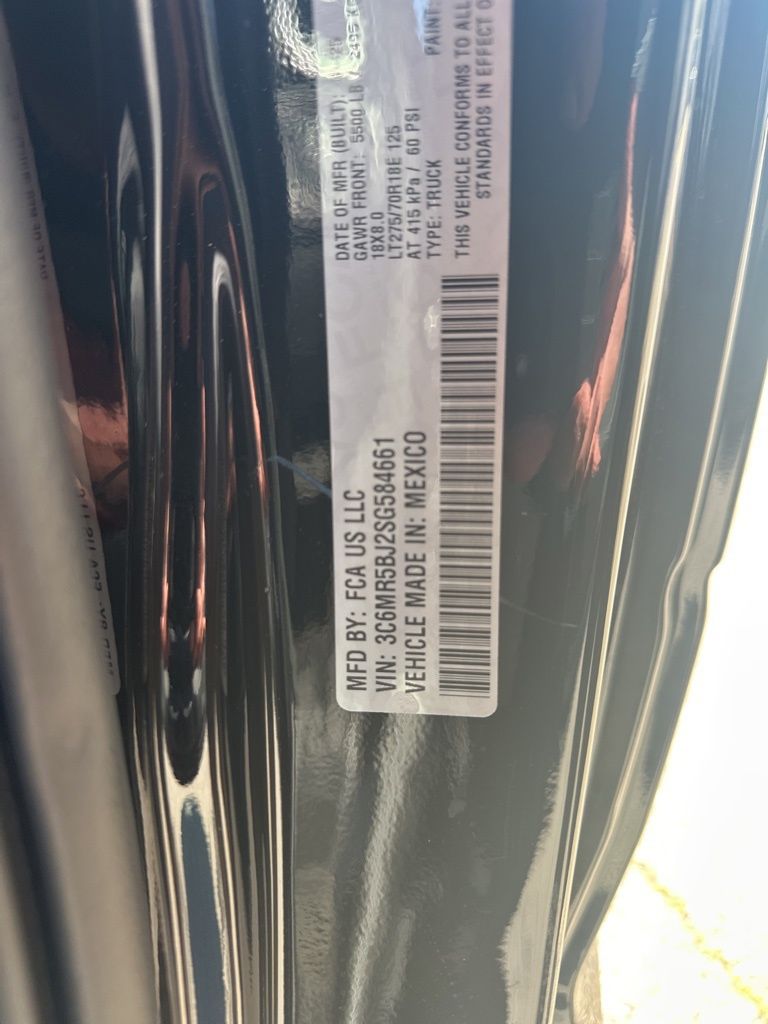 MFD BY: FCA US LLC
VIN: 3C6MR5BJ2SG584661
VEHICLE MADE IN: MEXICO
DATE OF MFR (BUILT):
GAWR FRONT: 5500 LB
18X8.0
LT275/70R18E 125
AT 415 kPa / 60 PSI
TYPE: TRUCK
PAINT:
THIS VEHICLE CONFORMS TO ALL
STANDARDS IN EFFECT O